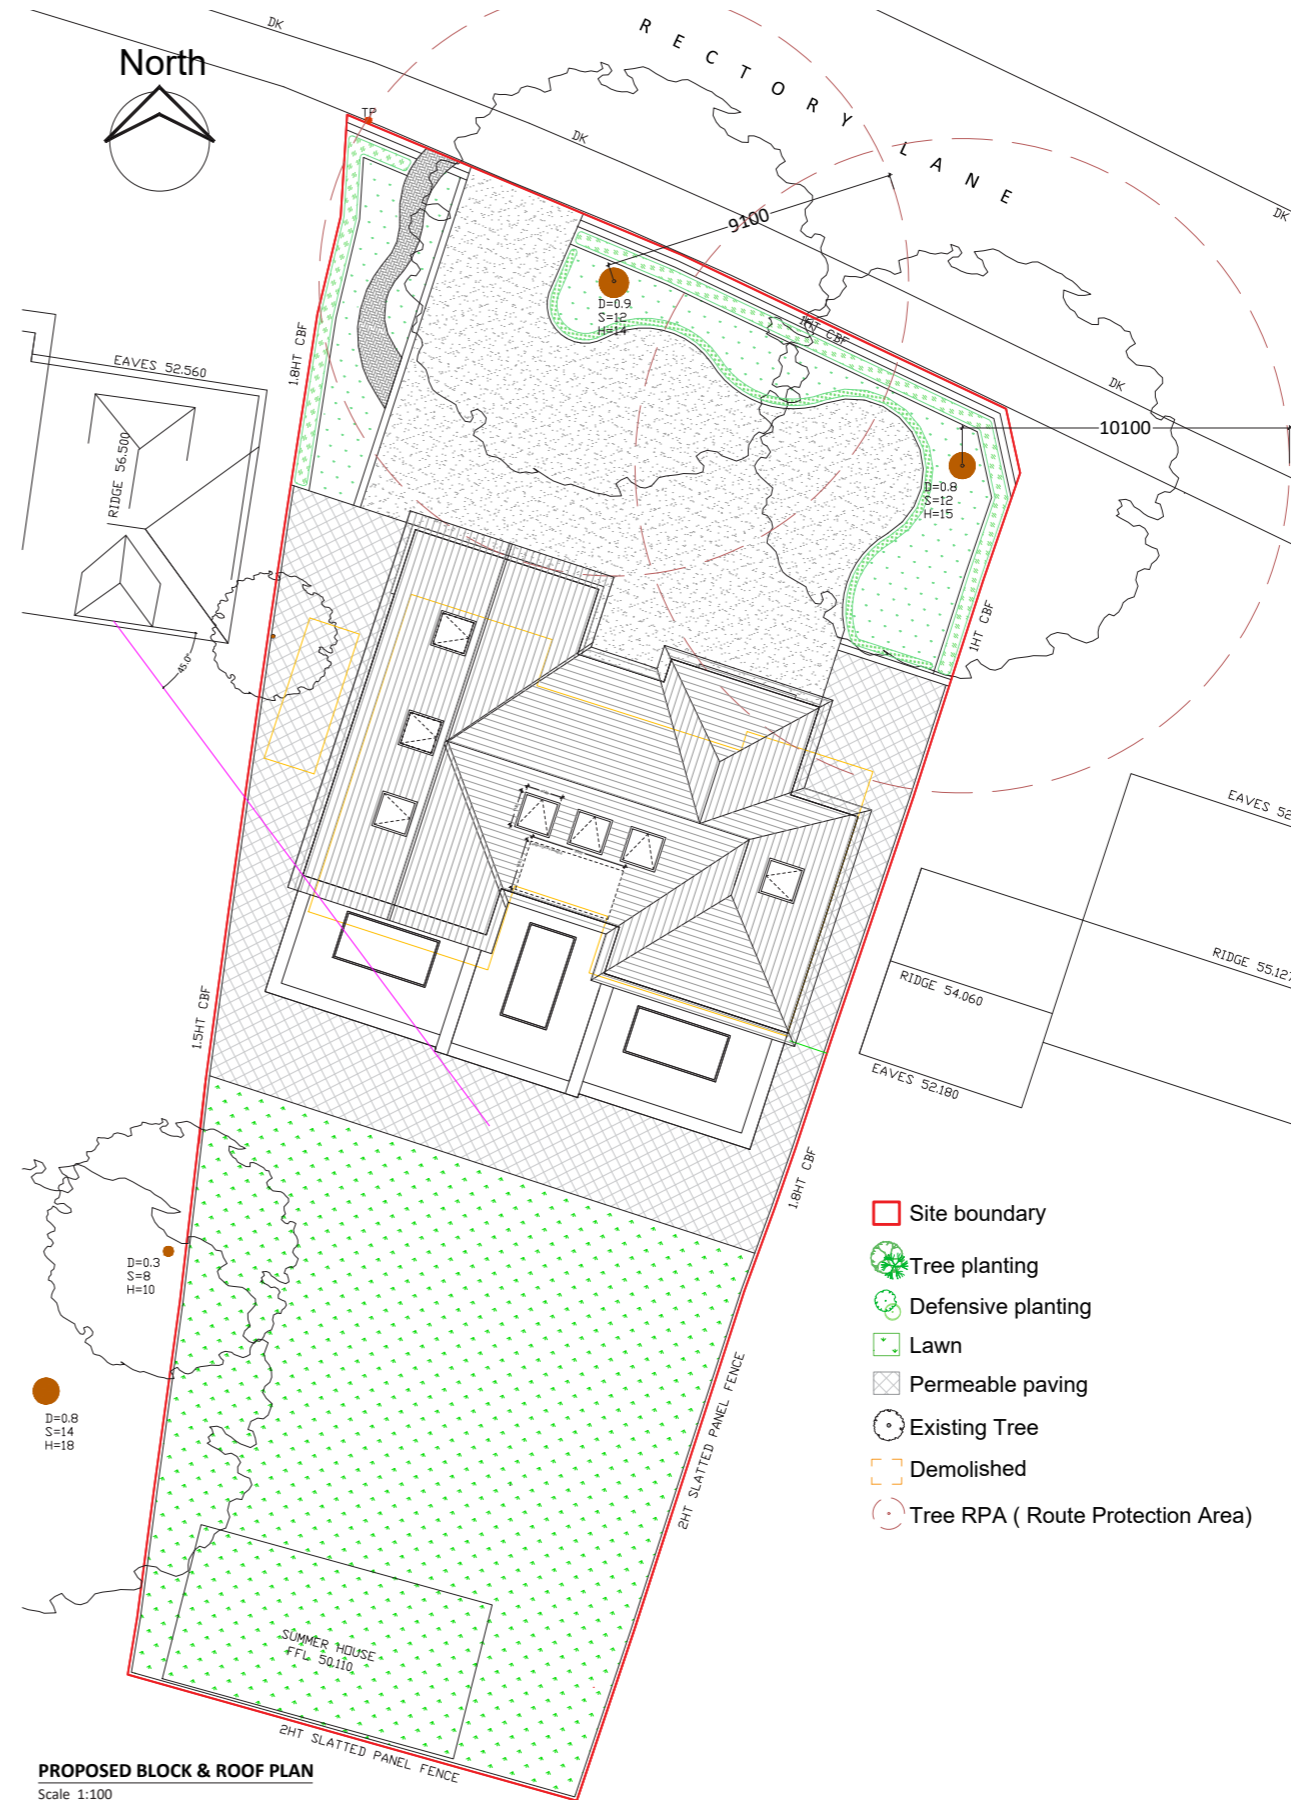 DK
North
RECTORY LANE
TP
DK
9100
DK
D=0.9
S=12
H=14
1HT CBF
1.8HT CBF
EAVES 52.560
DK
10100
RIDGE 56.500
D=0.8
S=12
H=15
1HT CBF
45.0°
EAVES 52
RIDGE 55.127
RIDGE 54.060
1.5HT CBF
EAVES 52.180
1.8HT CBF
Site boundary
D=0.3
S=8
H=10
Tree planting
Defensive planting
Lawn
Permeable paving
D=0.8
S=14
H=18
2HT SLATTED PANEL FENCE
Existing Tree
Demolished
Tree RPA ( Route Protection Area)
SUMMER HOUSE
FFL 50.110
2HT SLATTED PANEL FENCE
PROPOSED BLOCK & ROOF PLAN
Scale 1:100